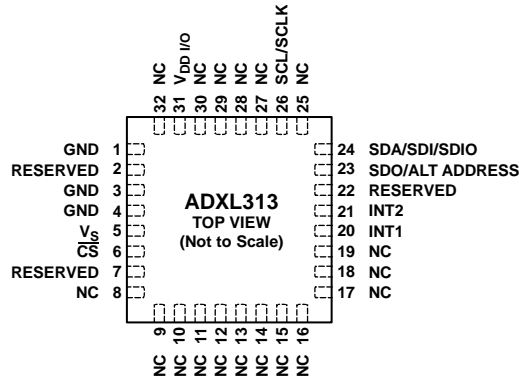 32 NC
31 VDD I/O
30 NC
29 NC
28 NC
27 NC
26 SCL/SCLK
25 NC
GND 1
RESERVED 2
GND 3
GND 4
VS 5
CS 6
RESERVED 7
NC 8
ADXL313
TOP VIEW
(Not to Scale)
24 SDA/SDI/SDIO
23 SDO/ALT ADDRESS
22 RESERVED
21 INT2
20 INT1
19 NC
18 NC
17 NC
NC 9
NC 10
NC 11
NC 12
NC 13
NC 14
NC 15
NC 16